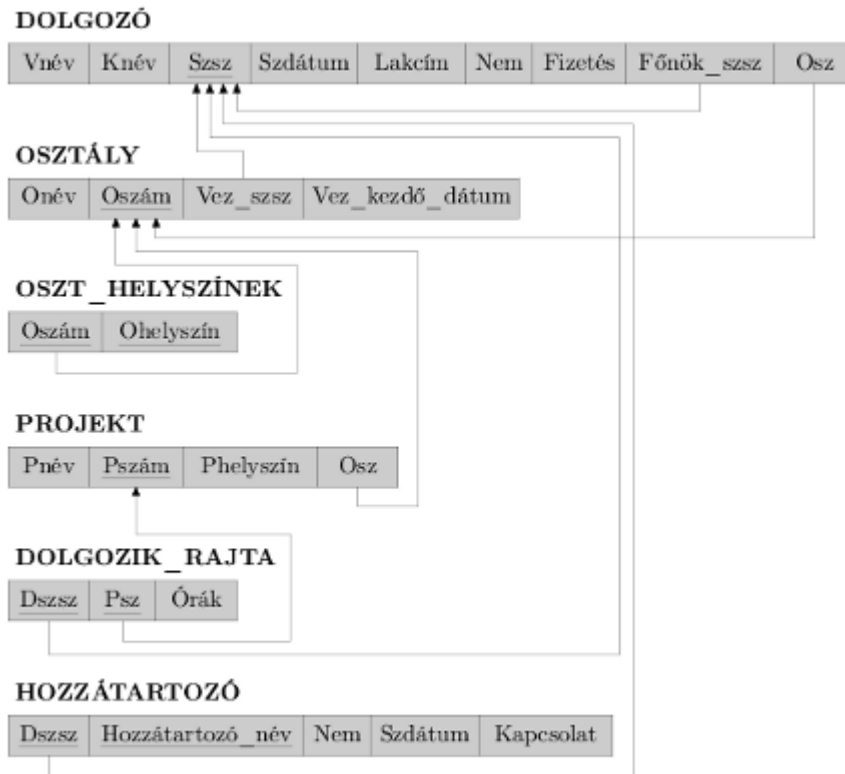 DOLGOZÓ
Vnév Knév Szsz Szdátum Lakcím Nem Fizetés Főnök_szsz Osz
OSZTÁLY
Onév Oszám Vez_szsz Vez_kezdő_dátum
OSZT_HELYSZÍNEK
Oszám Ohelyszín
PROJEKT
Pnév Pszám Phelyszín Osz
DOLGOZIK_RAJTA
Dszsz Psz Órák
HOZZÁTARTOZÓ
Dszsz Hozzátartozó_név Nem Szdátum Kapcsolat